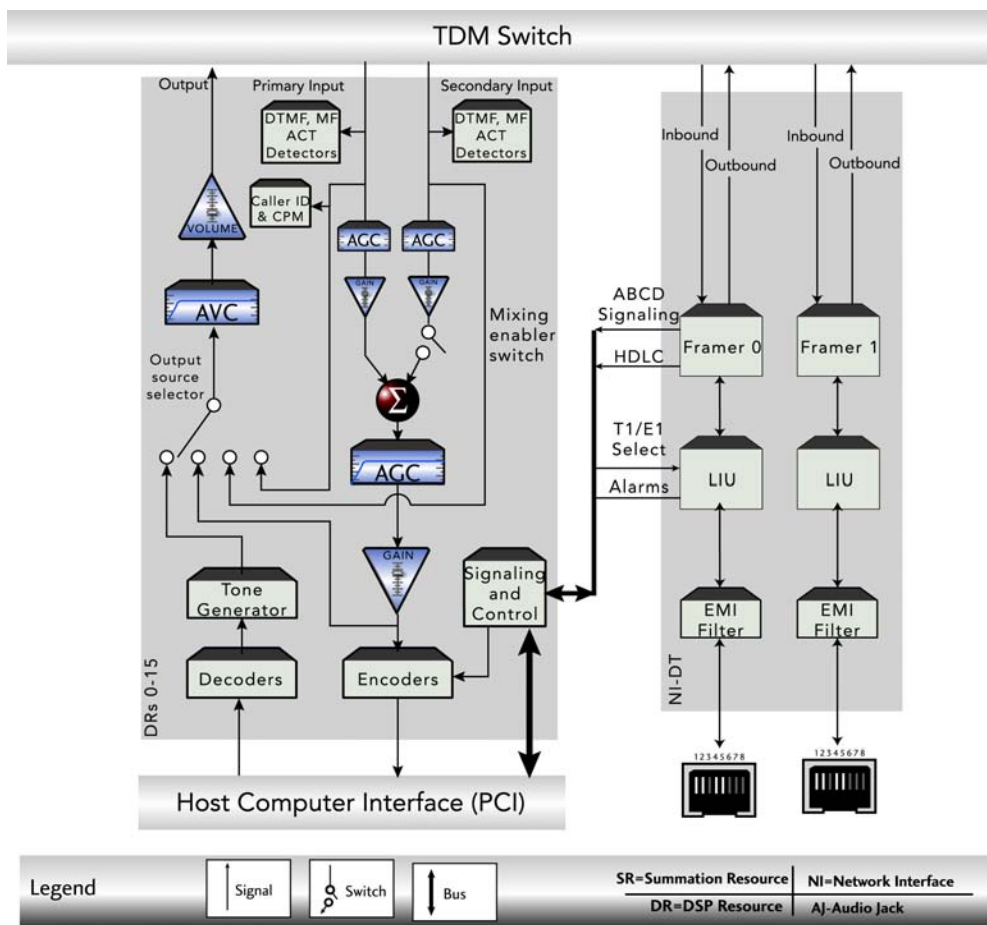 TDM Switch
Output
Primary Input
Secondary Input
DTMF, MF
ACT
Detectors
DTMF, MF
ACT
Detectors
Inbound
Outbound
Inbound
Outbound
Caller ID
& CPM
VOLUME
AGC
AGC
GAIN
GAIN
AVC
Mixing
enabler
switch
ABCD
Signaling
Framer 0
Framer 1
HDLC
Output
source
selector
Σ
T1/E1
Select
AGC
LIU
LIU
Alarms
GAIN
Signaling
and
Control
Tone
Generator
EMI
Filter
EMI
Filter
Decoders
Encoders
DRs 0-15
NI-DT
12345678
12345678
Host Computer Interface (PCI)
Legend
Signal
Switch
Bus
SR=Summation Resource
NI=Network Interface
DR=DSP Resource
AJ-Audio Jack